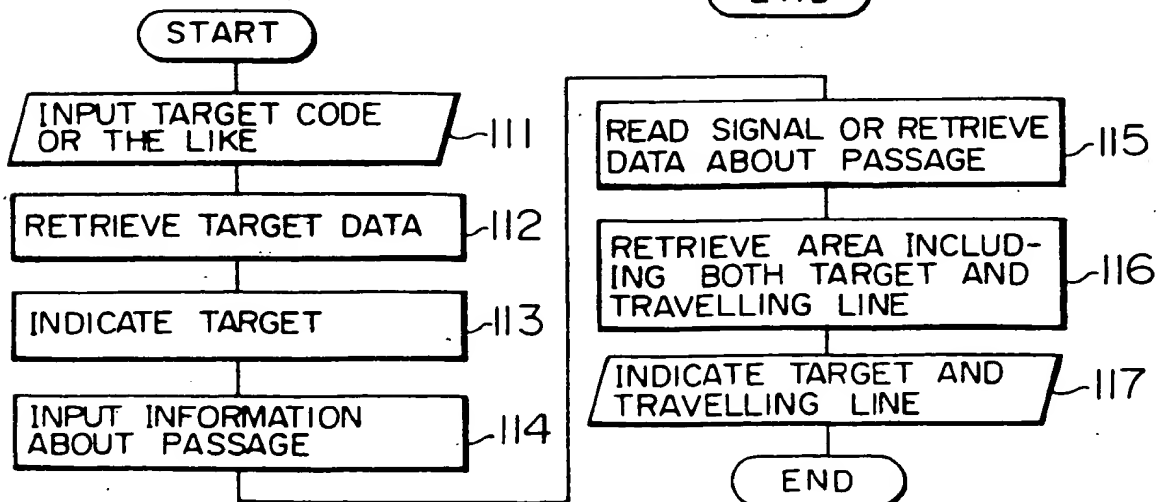 START
INPUT TARGET CODE
OR THE LIKE
111
RETRIEVE TARGET DATA
112
INDICATE TARGET
113
INPUT INFORMATION
ABOUT PASSAGE
114
READ SIGNAL OR RETRIEVE
DATA ABOUT PASSAGE
115
RETRIEVE AREA INCLUD-
ING BOTH TARGET AND
TRAVELLING LINE
116
INDICATE TARGET AND
TRAVELLING LINE
117
END